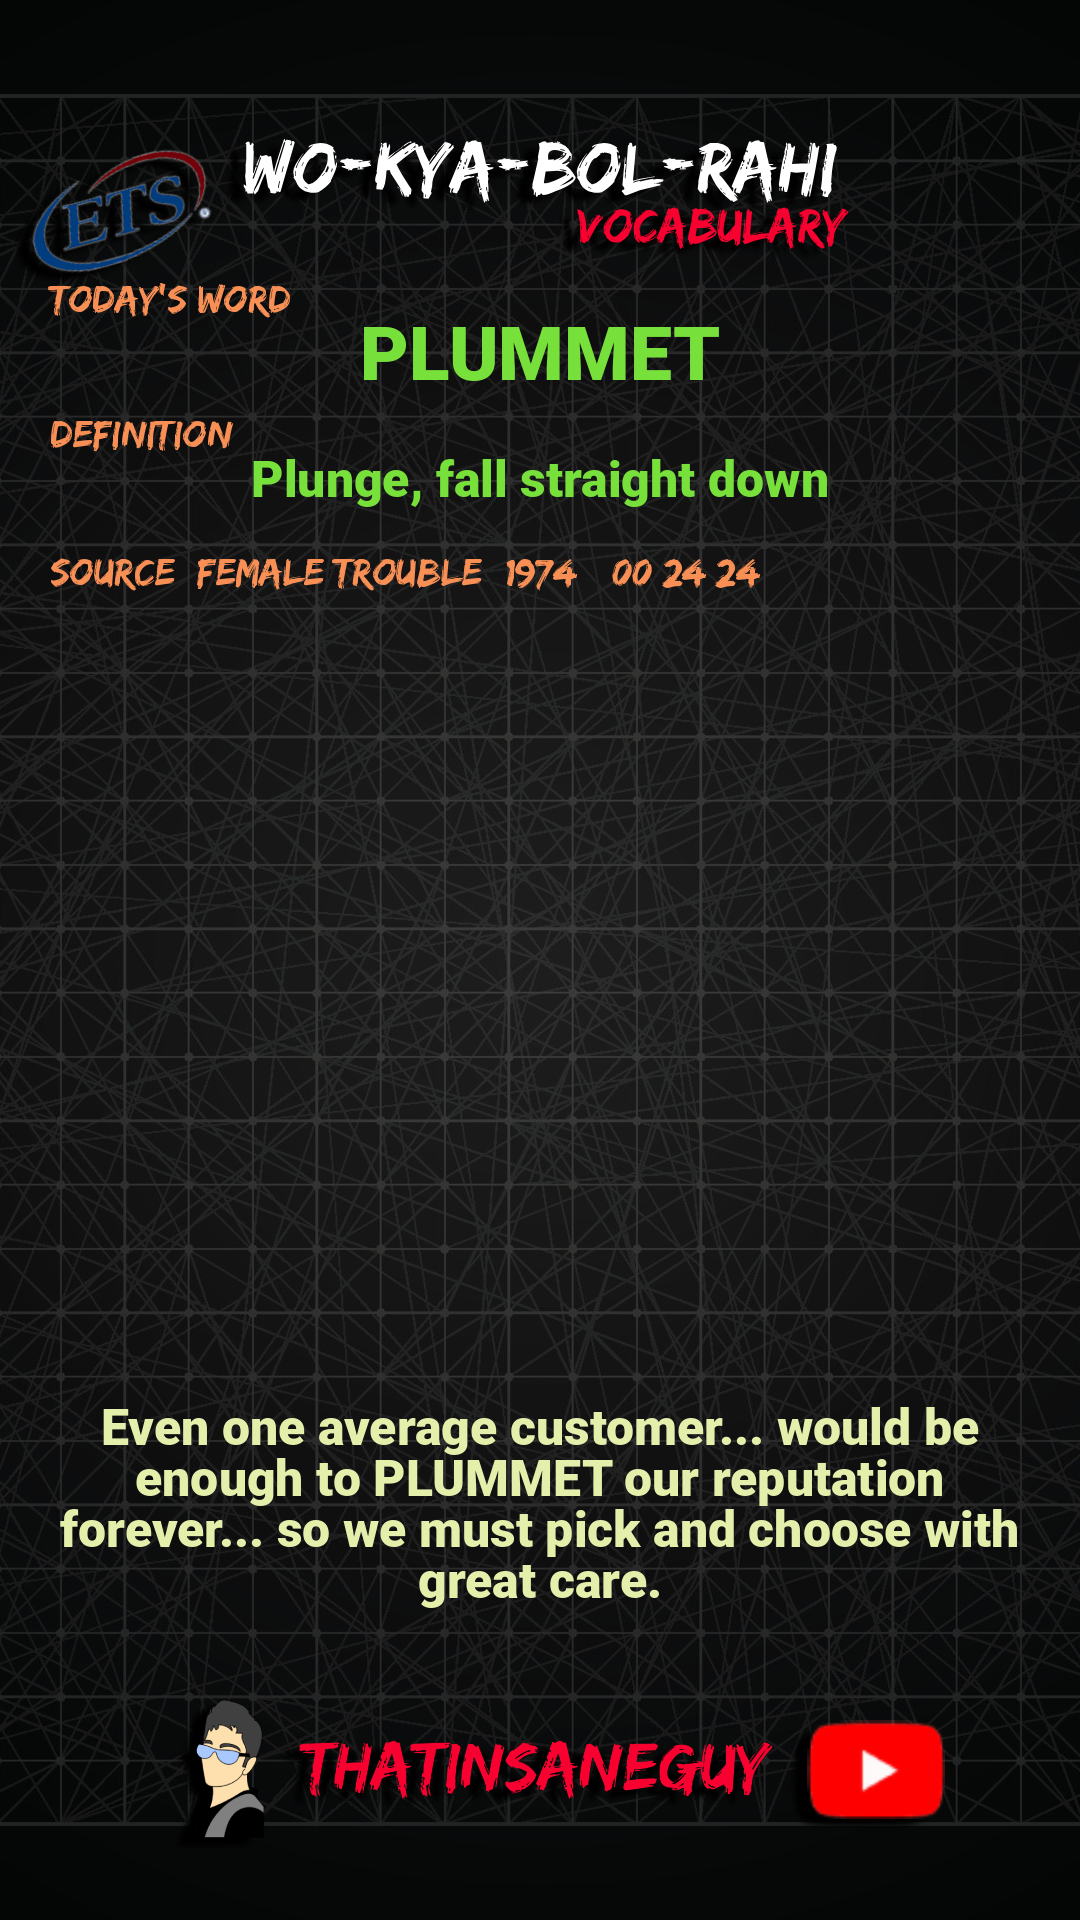 WO-KYA-BOL-RAHI
VOCABULARY
ETS
TODAY'S WORD
PLUMMET
DEFINITION
Plunge, fall straight down
SOURCE FEMALE TROUBLE 1974 00 24 24
Even one average customer... would be
enough to PLUMMET our reputation
forever... so we must pick and choose with
great care.
THATINSANEGUY